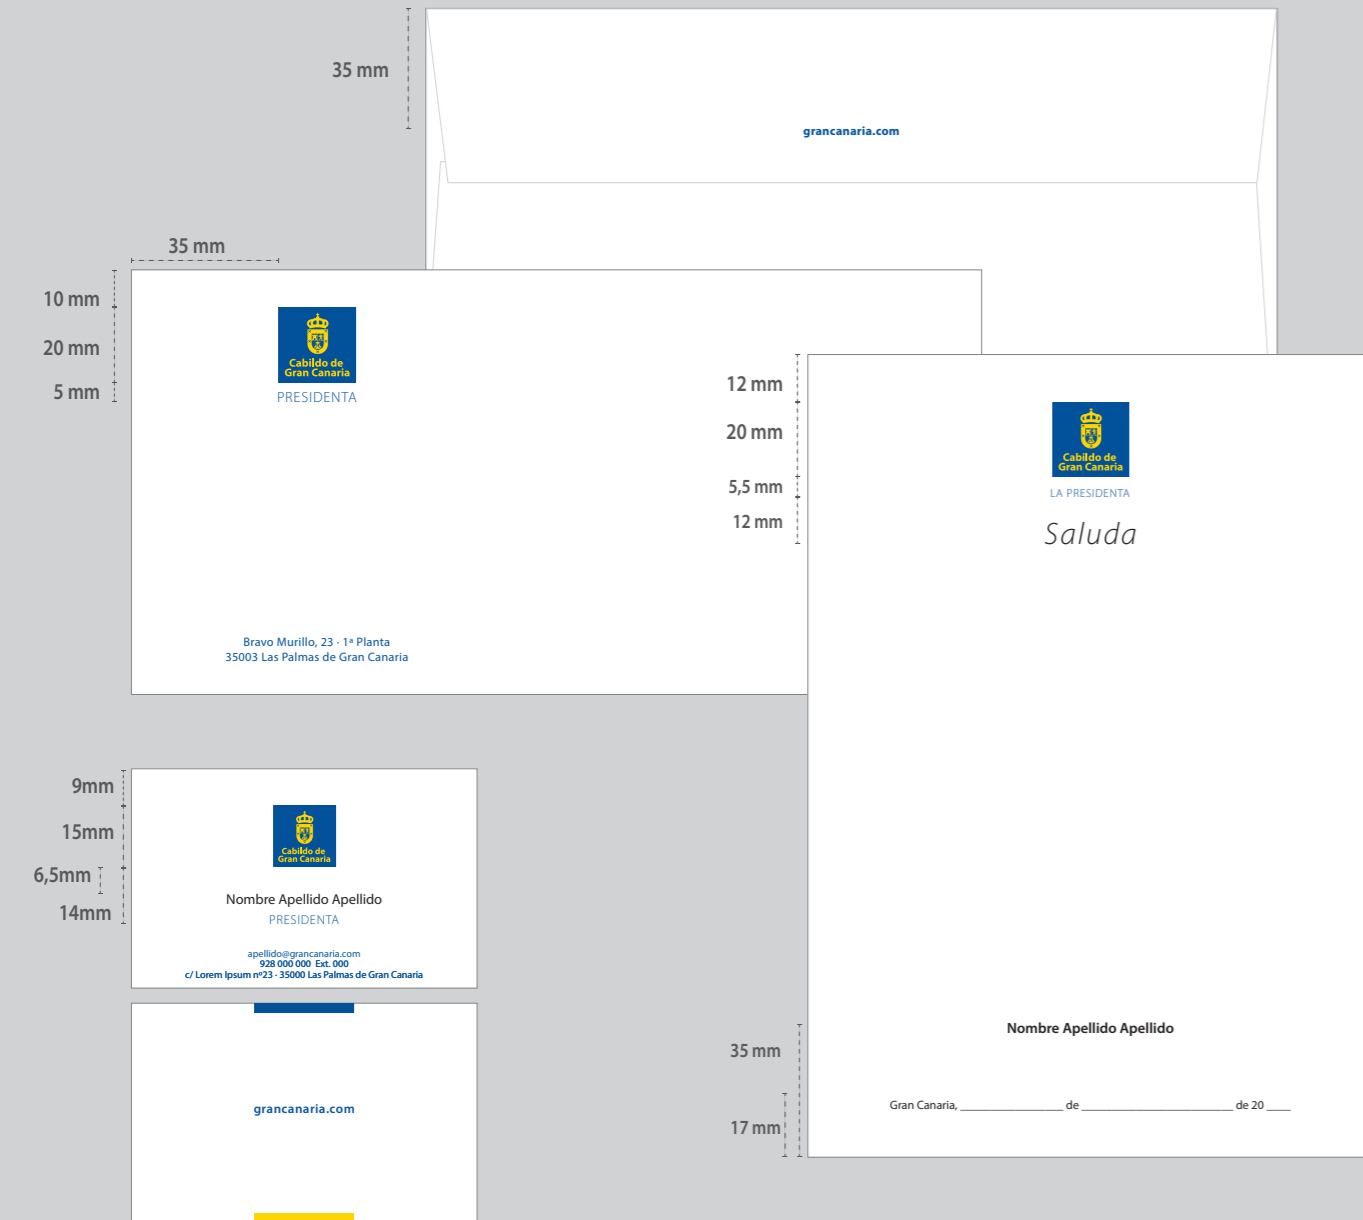 35 mm
grancanaria.com
35 mm
10 mm
20 mm
5 mm
Cabildo de
Gran Canaria
PRESIDENTA
Bravo Murillo, 23 · 1ª Planta
35003 Las Palmas de Gran Canaria
12 mm
20 mm
5,5 mm
12 mm
Cabildo de
Gran Canaria
LA PRESIDENTA
Saluda
Nombre Apellido Apellido
35 mm
17 mm
Gran Canaria, _________________ de _________________________ de 20 ____
9mm
15mm
6,5mm
14mm
Cabildo de
Gran Canaria
Nombre Apellido Apellido
PRESIDENTA
apellido@grancanaria.com
928 000 000 Ext. 000
c/ Lorem Ipsum nº23 - 35000 Las Palmas de Gran Canaria
grancanaria.com